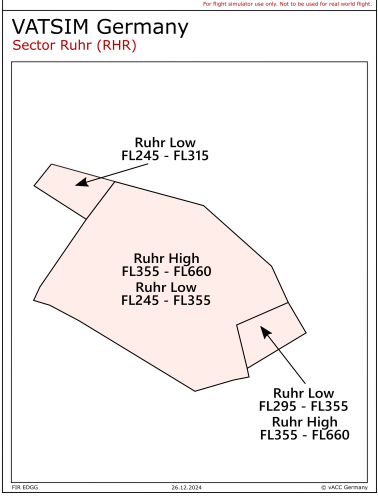 For flight simulator use only. Not to be used for real world flight.
VATSIM Germany
Sector Ruhr (RHR)
Ruhr Low
FL245 - FL315
Ruhr High
FL355 - FL660
Ruhr Low
FL245 - FL355
Ruhr Low
FL295 - FL355
Ruhr High
FL355 - FL660
FIR EDGG
26.12.2024
© vACC Germany